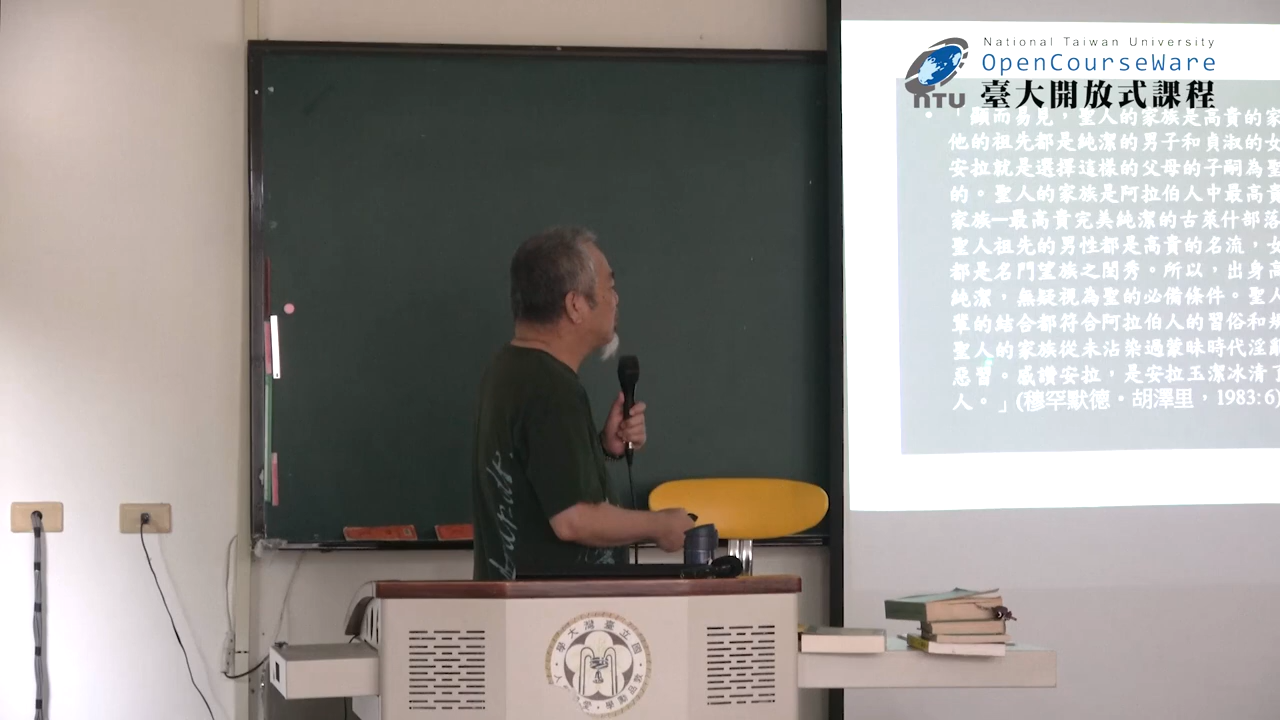 National Taiwan University
OpenCourseWare
NTU
臺大開放式課程
「顯而易見，聖人的家族是高貴的家
他的祖先都是純潔的男子和貞淑的女
安拉就是選擇這樣的父母的子嗣為聖
的。聖人的家族是阿拉伯人中最高貴
家族—最高貴完美純潔的古萊什部落
聖人祖先的男性都是高貴的名流，女
都是名門望族之閨秀。所以，出身高
純潔，無疑視為聖的必備條件。聖人
輩的結合都符合阿拉伯人的習俗和
聖人的家族從未沾染過蒙昧時代淫亂
惡習。感讚安拉，是安拉玉潔冰清了
人。」(穆罕默德・胡澤里，1983:6)
國立臺灣大學